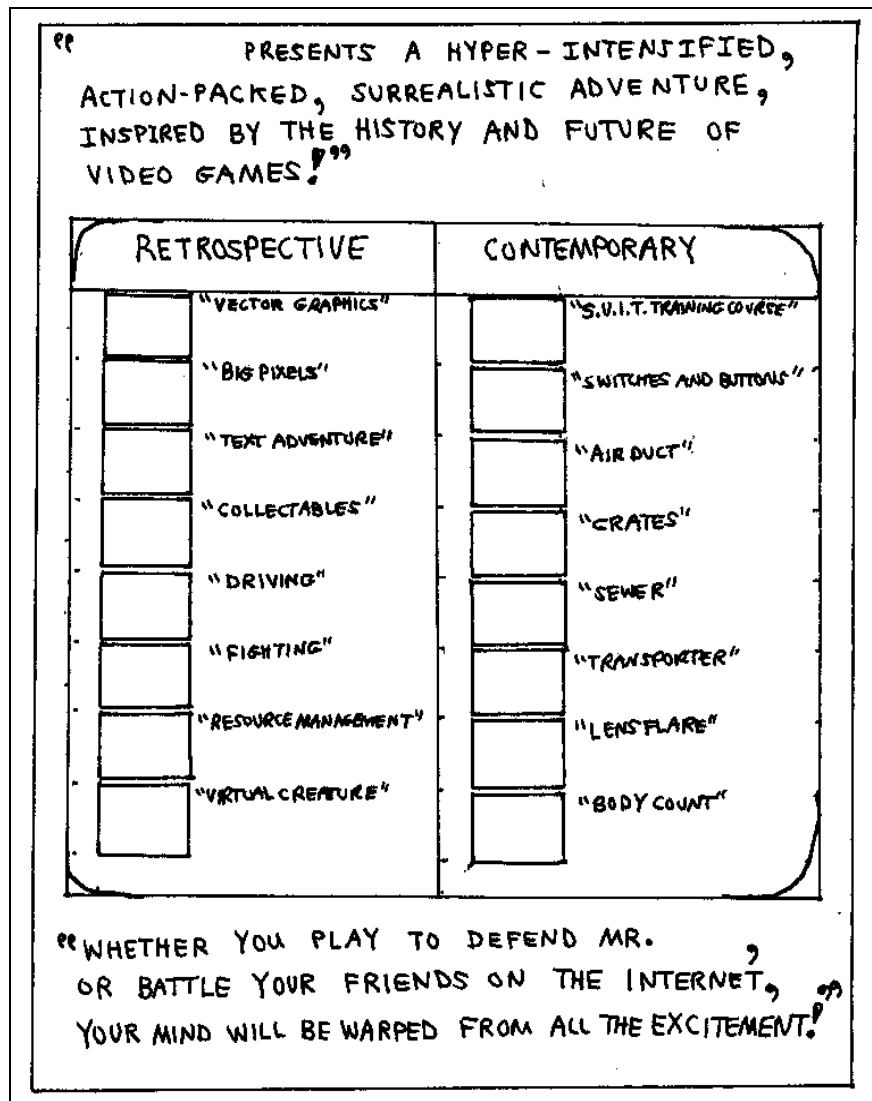 " PRESENTS A HYPER-INTENSIFIED,
ACTION-PACKED, SURREALISTIC ADVENTURE,
INSPIRED BY THE HISTORY AND FUTURE OF
VIDEO GAMES!"
RETROSPECTIVE
"VECTOR GRAPHICS"
"BIG PIXELS"
"TEXT ADVENTURE"
"COLLECTABLES"
"DRIVING"
"FIGHTING"
"RESOURCE MANAGEMENT"
"VIRTUAL CREATURE"
CONTEMPORARY
"S.V.I.T. TRAINING COURSE"
"SWITCHES AND BUTTONS"
"AIR DUCT"
"CRATES"
"SEWER"
"TRANSPORTER"
"LENS FLARE"
"BODY COUNT"
"WHETHER YOU PLAY TO DEFEND MR. ,
OR BATTLE YOUR FRIENDS ON THE INTERNET,
YOUR MIND WILL BE WARPED FROM ALL THE EXCITEMENT!"